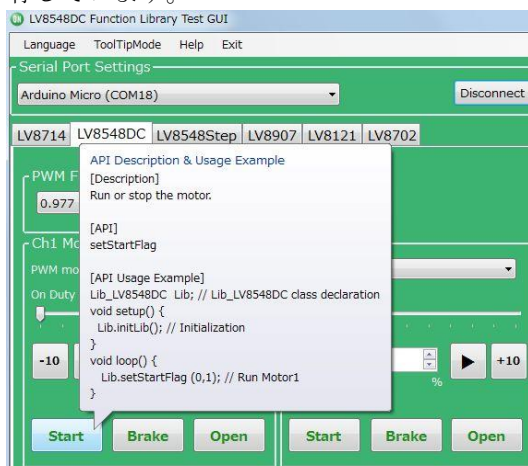 LV8548DC Function Library Test GUI
Language ToolTipMode Help Exit
Serial Port Settings
Arduino Micro (COM18)
Disconnect
LV8714 LV8548DC LV8548Step LV8907 LV8121 LV8702
API Description & Usage Example
[Description]
Run or stop the motor.
[API]
setStartFlag
[API Usage Example]
Lib_LV8548DC Lib; // Lib_LV8548DC class declaration
void setup() {
Lib.initLib(); // Initialization
}
void loop() {
Lib.setStartFlag (0,1); // Run Motor1
}
PWM F
0.977
Ch1 Mo
PWM mo
On Duty
-10
%
+10
Start Brake Open Start Brake Open